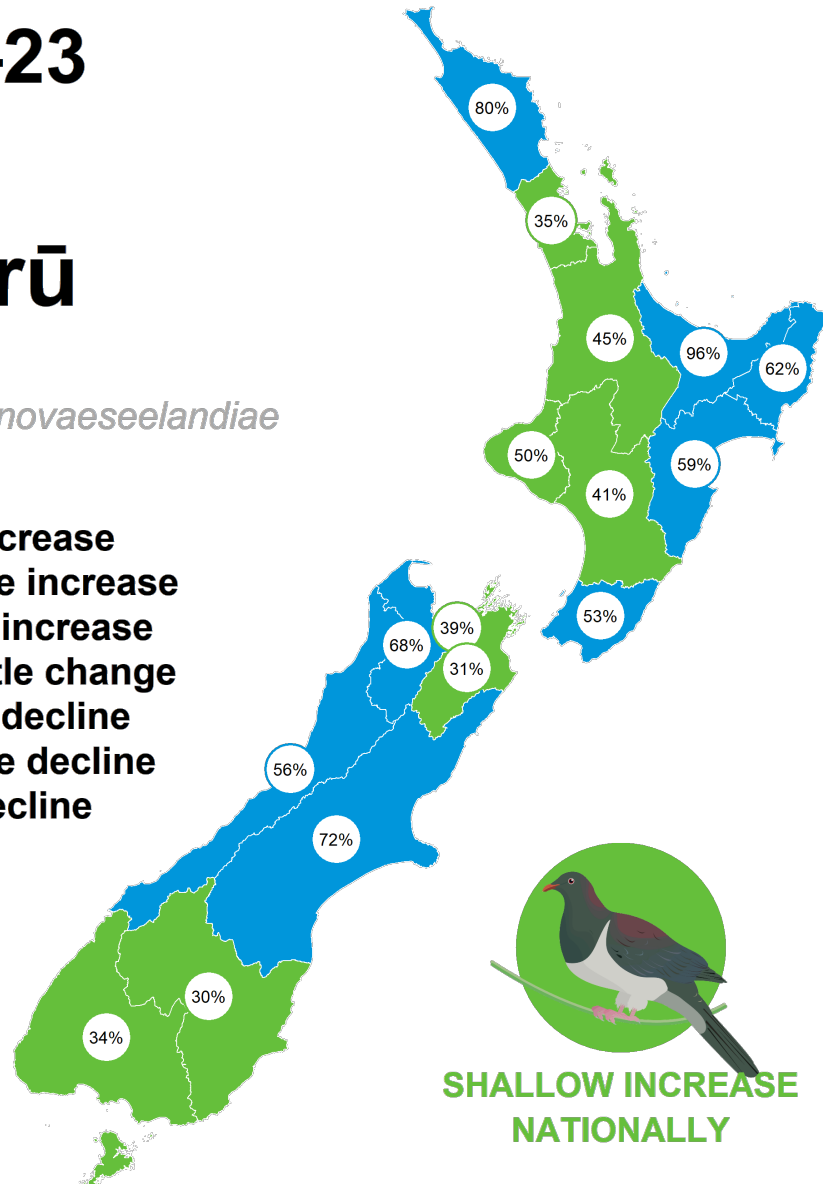 -23
rū
novaeseelandiae
crease
e increase
increase
tle change
decline
e decline
ecline
80%
35%
45%
96%
62%
50%
59%
41%
53%
39%
68%
31%
56%
72%
30%
34%
SHALLOW INCREASE
NATIONALLY